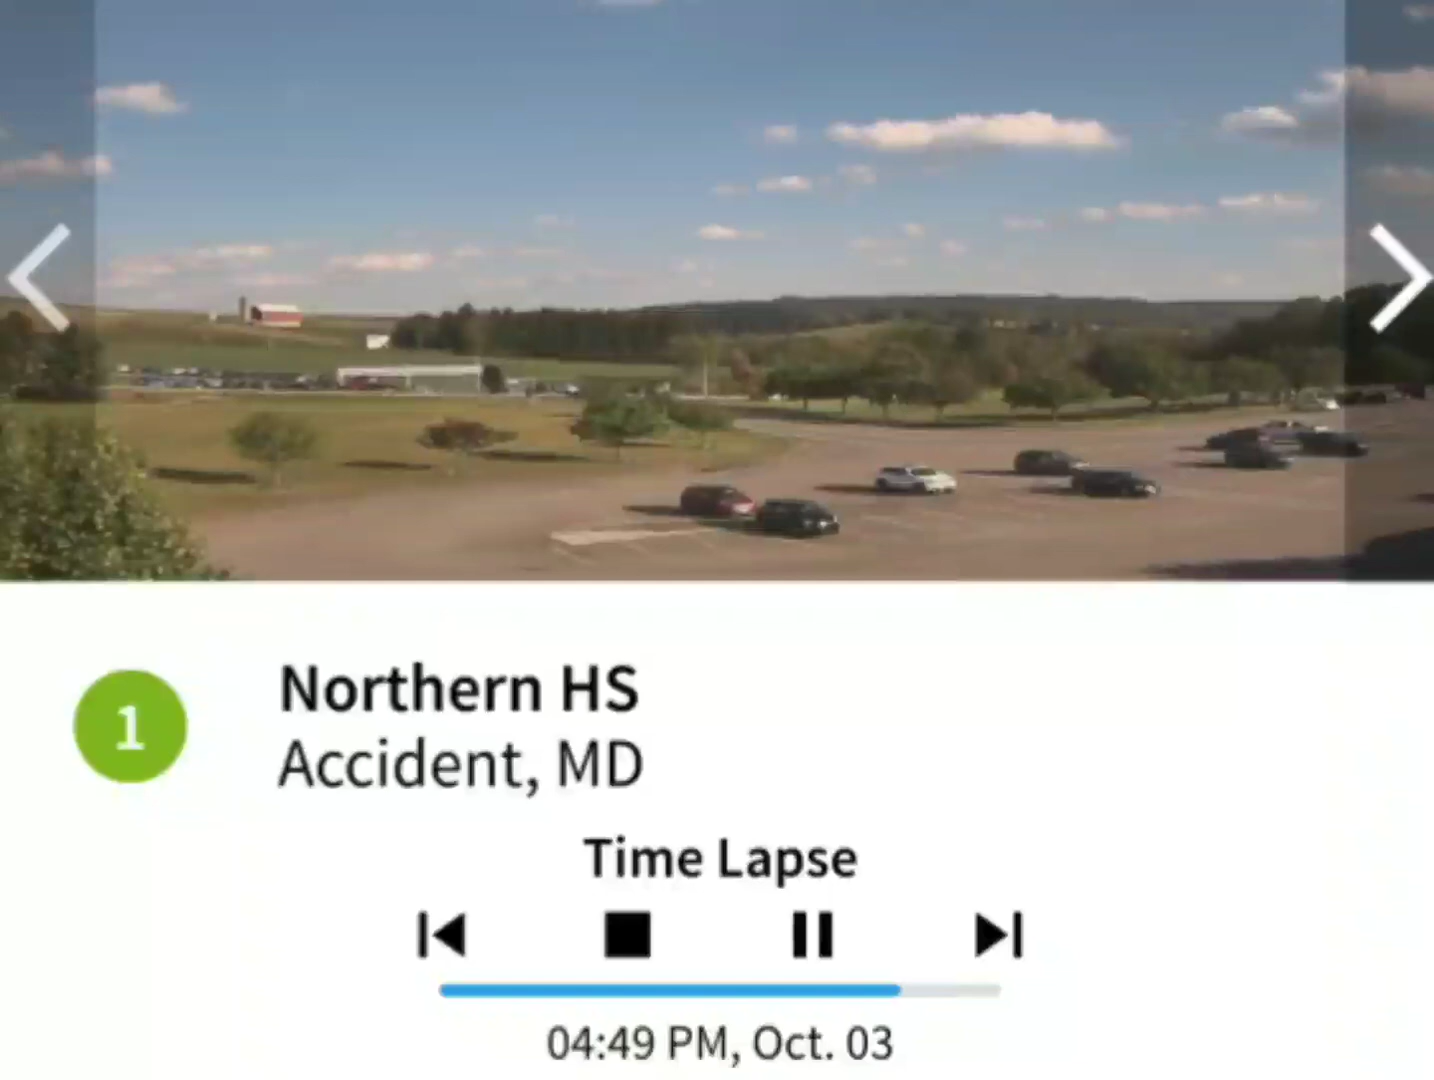 1
Northern HS
Accident, MD
Time Lapse
04:49 PM, Oct. 03